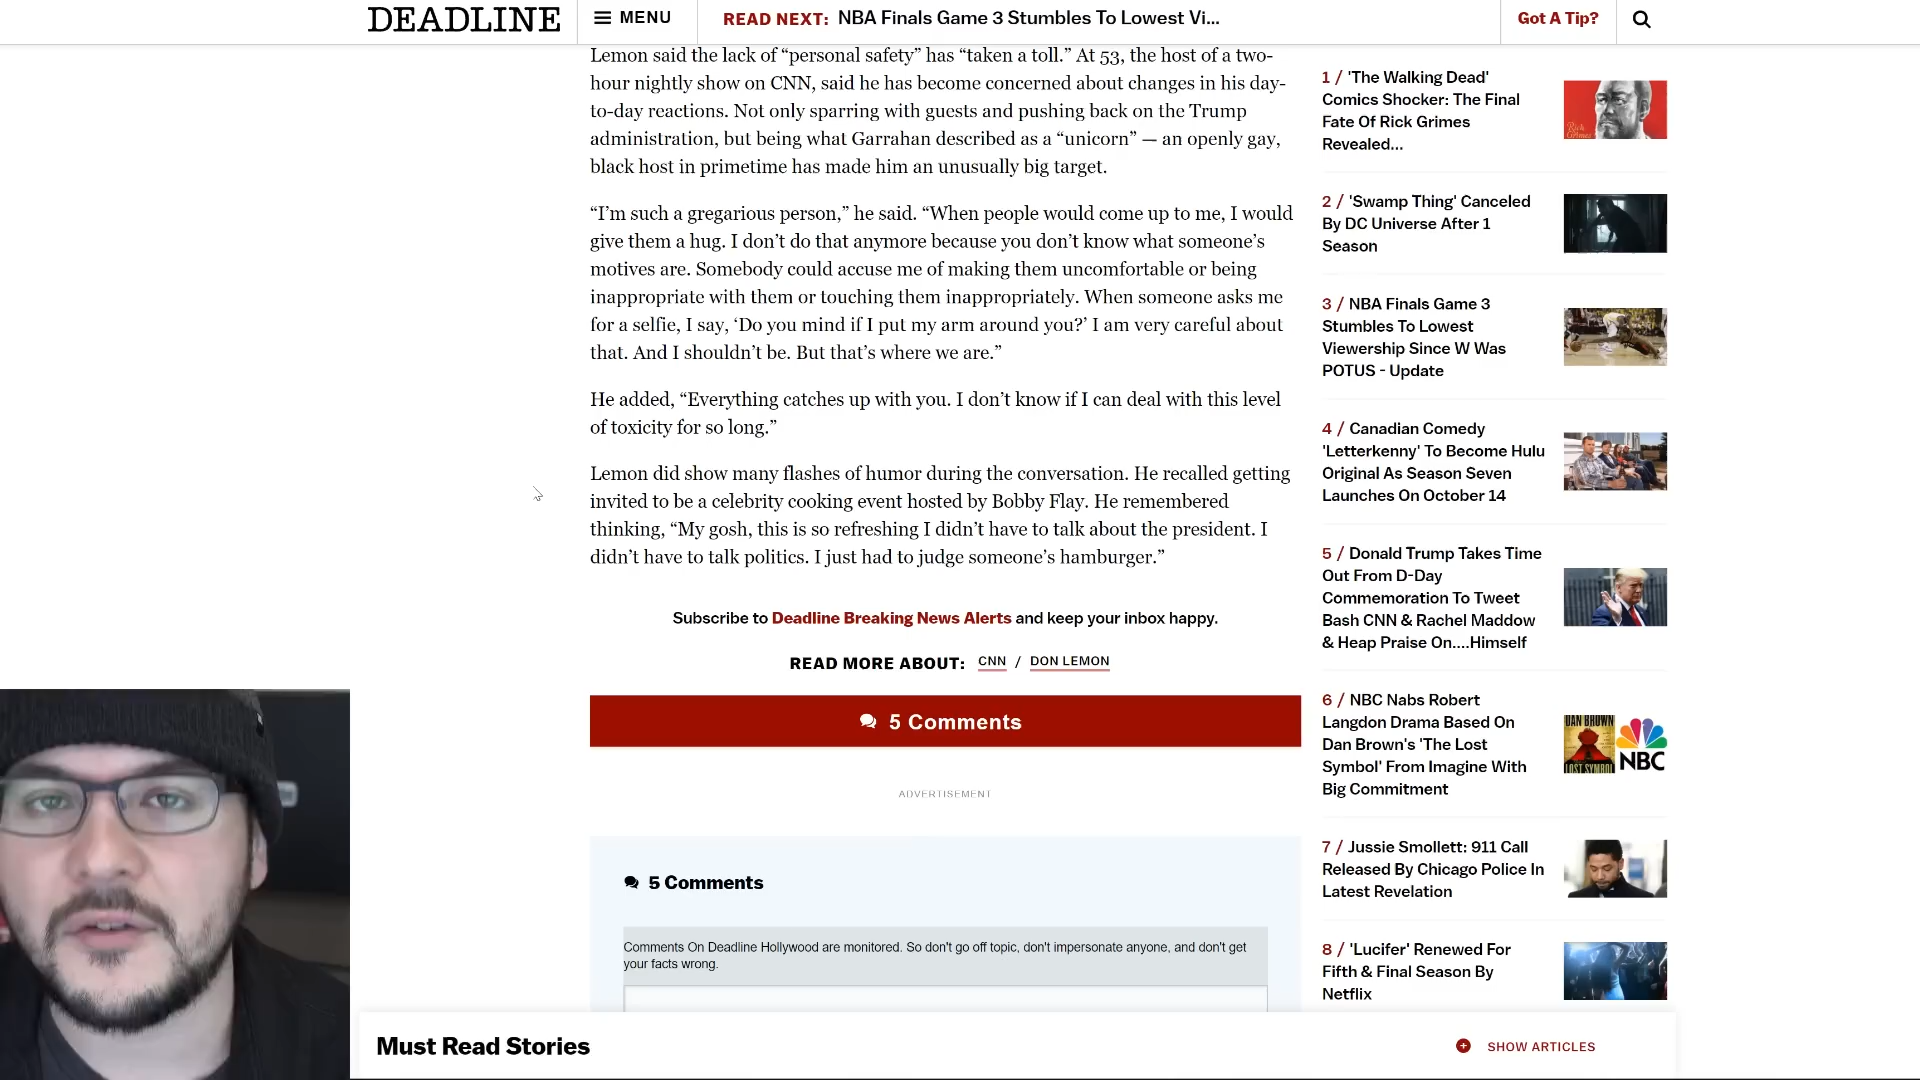 DEADLINE
MENU
READ NEXT: NBA Finals Game 3 Stumbles To Lowest Vi...
Got A Tip?
Lemon said the lack of “personal safety” has “taken a toll.” At 53, the host of a two-
hour nightly show on CNN, said he has become concerned about changes in his day-
to-day reactions. Not only sparring with guests and pushing back on the Trump
administration, but being what Garrahan described as a “unicorn” — an openly gay,
black host in primetime has made him an unusually big target.
“I’m such a gregarious person,” he said. “When people would come up to me, I would
give them a hug. I don’t do that anymore because you don’t know what someone’s
motives are. Somebody could accuse me of making them uncomfortable or being
inappropriate with them or touching them inappropriately. When someone asks me
for a selfie, I say, ‘Do you mind if I put my arm around you?’ I am very careful about
that. And I shouldn’t be. But that’s where we are.”
He added, “Everything catches up with you. I don’t know if I can deal with this level
of toxicity for so long.”
Lemon did show many flashes of humor during the conversation. He recalled getting
invited to be a celebrity cooking event hosted by Bobby Flay. He remembered
thinking, “My gosh, this is so refreshing I didn’t have to talk about the president. I
didn’t have to talk politics. I just had to judge someone’s hamburger.”
Subscribe to Deadline Breaking News Alerts and keep your inbox happy.
READ MORE ABOUT: CNN / DON LEMON
5 Comments
ADVERTISEMENT
5 Comments
Comments On Deadline Hollywood are monitored. So don't go off topic, don't impersonate anyone, and don't get
your facts wrong.
1 / 'The Walking Dead'
Comics Shocker: The Final
Fate Of Rick Grimes
Revealed...
Rick
Grimes
2 / 'Swamp Thing' Canceled
By DC Universe After 1
Season
3 / NBA Finals Game 3
Stumbles To Lowest
Viewership Since W Was
POTUS - Update
4 / Canadian Comedy
'Letterkenny' To Become Hulu
Original As Season Seven
Launches On October 14
5 / Donald Trump Takes Time
Out From D-Day
Commemoration To Tweet
Bash CNN & Rachel Maddow
& Heap Praise On....Himself
6 / NBC Nabs Robert
Langdon Drama Based On
Dan Brown's 'The Lost
Symbol' From Imagine With
Big Commitment
DAN BROWN
LOST SYMBOL
NBC
7 / Jussie Smollett: 911 Call
Released By Chicago Police In
Latest Revelation
8 / 'Lucifer' Renewed For
Fifth & Final Season By
Netflix
Must Read Stories
SHOW ARTICLES